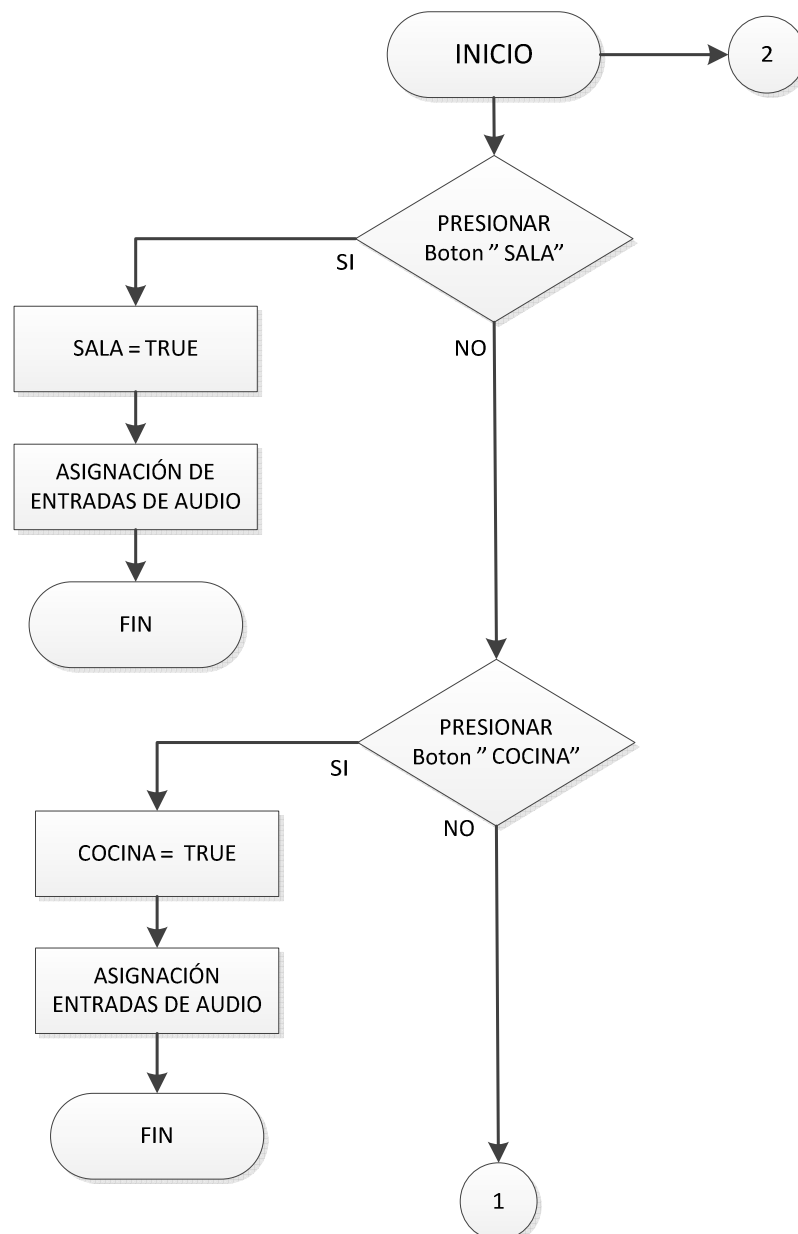 INICIO
2
PRESIONAR
Boton ” SALA”
SI
NO
SALA = TRUE
ASIGNACIÓN DE
ENTRADAS DE AUDIO
FIN
PRESIONAR
Boton ” COCINA”
SI
NO
COCINA = TRUE
ASIGNACIÓN
ENTRADAS DE AUDIO
FIN
1